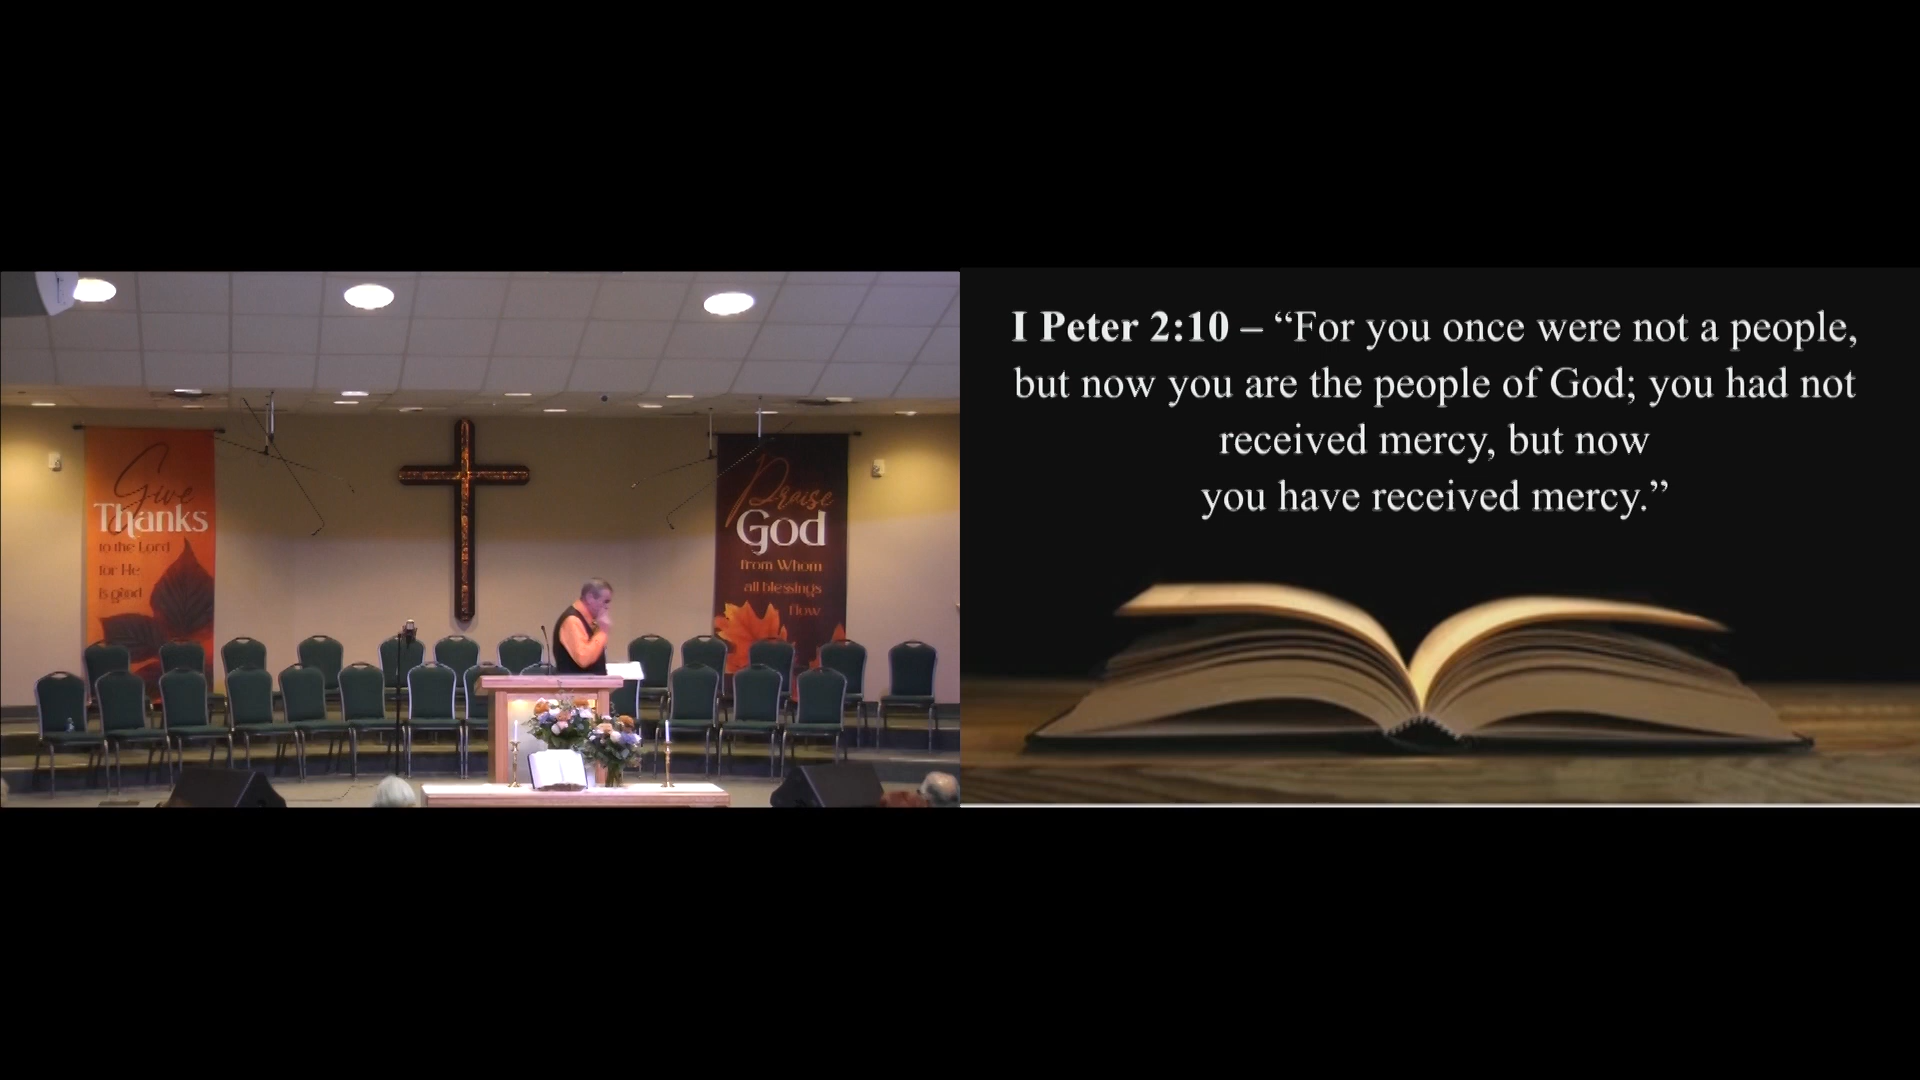 Give
Thanks
to the Lord
for He
is good
Praise
God
from Whom
all blessings
flow
I Peter 2:10 – “For you once were not a people,
but now you are the people of God; you had not
received mercy, but now
you have received mercy.”